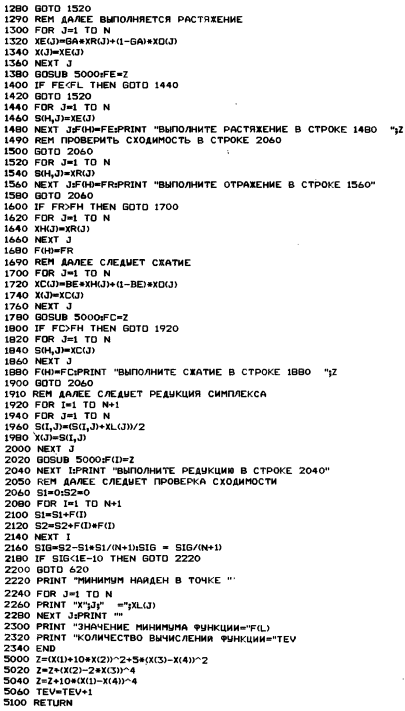 1280 GOTO 1520
1290 REM ДАЛЕЕ ВЫПОЛНЯЕТСЯ РАСТЯЖЕНИЕ
1300 FOR J=1 TO N
1320 XE(J)=GA*XR(J)+(1-GA)*XO(J)
1340 X(J)=XE(J)
1360 NEXT J
1380 GOSUB 5000:FE=Z
1400 IF FE<FL THEN GOTO 1440
1420 GOTO 1520
1440 FOR J=1 TO N
1460 S(H,J)=XE(J)
1480 NEXT J:F(H)=FE:PRINT "ВЫПОЛНИТЕ РАСТЯЖЕНИЕ В СТРОКЕ 1480  ";Z
1490 REM ПРОВЕРИТЬ СХОДИМОСТЬ В СТРОКЕ 2060
1500 GOTO 2060
1520 FOR J=1 TO N
1540 S(H,J)=XR(J)
1560 NEXT J:F(H)=FR:PRINT "ВЫПОЛНИТЕ ОТРАЖЕНИЕ В СТРОКЕ 1560"
1580 GOTO 2060
1600 IF FR>FH THEN GOTO 1700
1620 FOR J=1 TO N
1640 XH(J)=XR(J)
1660 NEXT J
1680 F(H)=FR
1690 REM ДАЛЕЕ СЛЕДУЕТ СЖАТИЕ
1700 FOR J=1 TO N
1720 XC(J)=BE*XH(J)+(1-BE)*XO(J)
1740 X(J)=XC(J)
1760 NEXT J
1780 GOSUB 5000:FC=Z
1800 IF FC>FH THEN GOTO 1920
1820 FOR J=1 TO N
1840 S(H,J)=XC(J)
1860 NEXT J
1880 F(H)=FC:PRINT "ВЫПОЛНИТЕ СЖАТИЕ В СТРОКЕ 1880  ";Z
1900 GOTO 2060
1910 REM ДАЛЕЕ СЛЕДУЕТ РЕДУКЦИЯ СИМПЛЕКСА
1920 FOR I=1 TO N+1
1940 FOR J=1 TO N
1960 S(I,J)=(S(I,J)+XL(J))/2
1980 X(J)=S(I,J)
2000 NEXT J
2020 GOSUB 5000:F(I)=Z
2040 NEXT I:PRINT "ВЫПОЛНИТЕ РЕДУКЦИЮ В СТРОКЕ 2040"
2050 REM ДАЛЕЕ СЛЕДУЕТ ПРОВЕРКА СХОДИМОСТИ
2060 S1=0:S2=0
2080 FOR I=1 TO N+1
2100 S1=S1+F(I)
2120 S2=S2+F(I)*F(I)
2140 NEXT I
2160 SIG=S2-S1*S1/(N+1):SIG = SIG/(N+1)
2180 IF SIG<1E-10 THEN GOTO 2220
2200 GOTO 620
2220 PRINT "МИНИМУМ НАЙДЕН В ТОЧКЕ "
2240 FOR J=1 TO N
2260 PRINT "X";J;"  =";XL(J)
2280 NEXT J:PRINT ""
2300 PRINT "ЗНАЧЕНИЕ МИНИМУМА ФУНКЦИИ="F(L)
2320 PRINT "КОЛИЧЕСТВО ВЫЧИСЛЕНИЯ ФУНКЦИИ="TEV
2340 END
5000 Z=(X(1)+10*X(2))^2+5*(X(3)-X(4))^2
5020 Z=Z+(X(2)-2*X(3))^4
5040 Z=Z+10*(X(1)-X(4))^4
5060 TEV=TEV+1
5100 RETURN